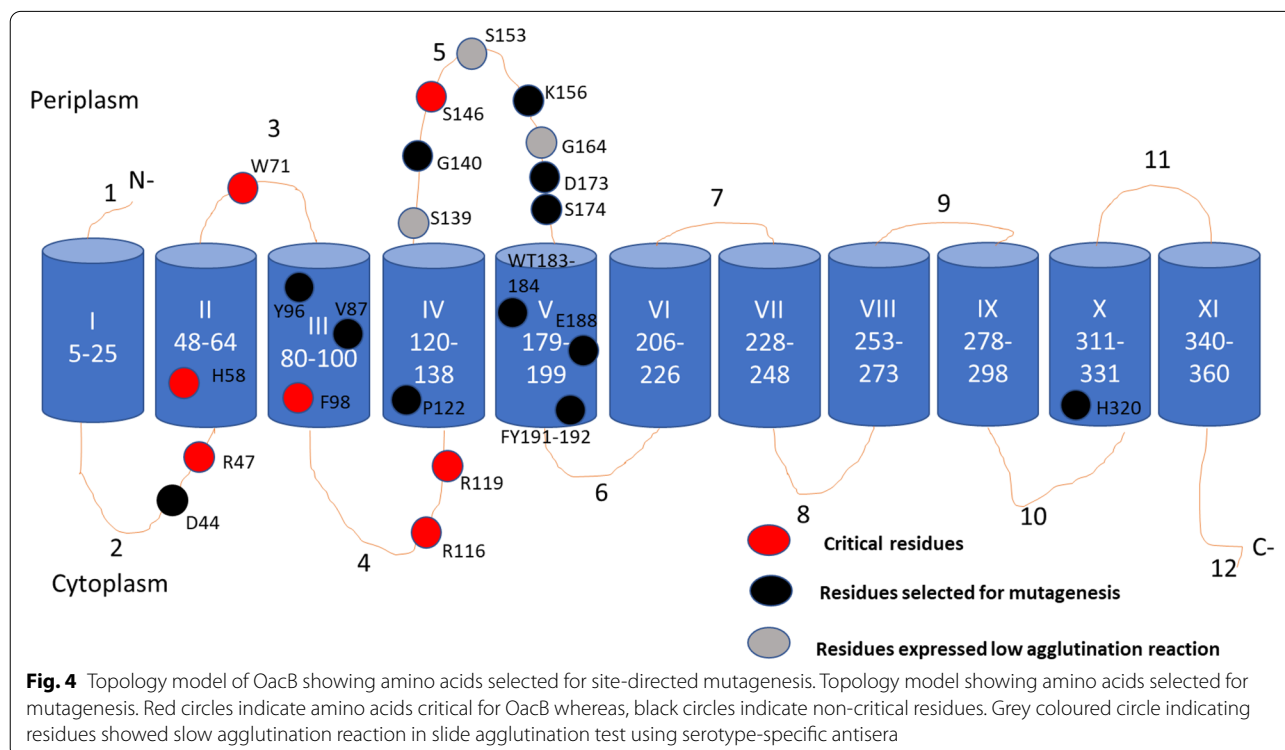 S153
5
Periplasm
K156
S146
3
G164
W71
G140
11
N-
D173
1
S139
S174
7
9
WT183-
184
I
5-25
II
48-64
H58
Y96
V87
III
80-100
F98
IV
120-
138
P122
V
E188
179-
199
FY191-192
VI
206-
226
VII
228-
248
VIII
253-
273
IX
278-
298
X
311-
331
H320
XI
340-
360
R47
R119
D44
6
2
R116
4
8
10
C-
12
Cytoplasm
Critical residues
Residues selected for mutagenesis
Residues expressed low agglutination reaction
Fig. 4 Topology model of OacB showing amino acids selected for site-directed mutagenesis. Topology model showing amino acids selected for
mutagenesis. Red circles indicate amino acids critical for OacB whereas, black circles indicate non-critical residues. Grey coloured circle indicating
residues showed slow agglutination reaction in slide agglutination test using serotype-specific antisera